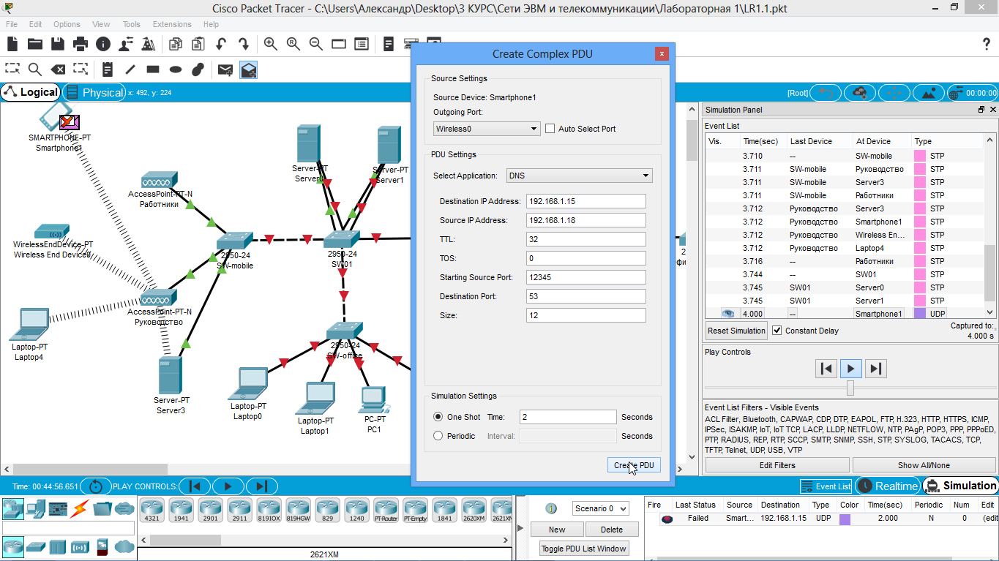 Cisco Packet Tracer - C:\Users\Александр\Desktop\3 КУРС\Сети ЭВМ и телекоммуникации\Лабораторная 1\LR1.1.pkt
File Edit Options View Tools Extensions Help
Logical Physical x: 492, y: 224
[Root] 00:00:00
SMARTPHONE-PT
Smartphone1
AccessPoint-PT-N
Работники
WirelessEndDevice-PT
Wireless End Device0
AccessPoint-PT-N
Руководство
Laptop-PT
Laptop4
Server-PT
Server3
2950-24
SW-mobile
Server-PT
Server0
Server-PT
Server1
2950-24
SW01
2950-24
SW-office
Laptop-PT
Laptop0
Laptop-PT
Laptop1
PC-PT
PC1
Create Complex PDU
Source Settings
Source Device: Smartphone1
Outgoing Port:
Wireless0 Auto Select Port
PDU Settings
Select Application: DNS
Destination IP Address: 192.168.1.15
Source IP Address: 192.168.1.18
TTL: 32
TOS: 0
Starting Source Port: 12345
Destination Port: 53
Size: 12
Simulation Settings
One Shot Time: 2 Seconds
Periodic Interval: Seconds
Create PDU
Simulation Panel
Event List
Vis. Time(sec) Last Device At Device Type
3.710 -- SW-mobile STP
3.711 SW-mobile Руководство STP
3.711 SW-mobile Server3 STP
3.711 SW-mobile Работники STP
3.712 Руководство Server3 STP
3.712 Руководство Smartphone1 STP
3.712 Руководство Wireless En... STP
3.712 Руководство Laptop4 STP
3.716 -- Работники STP
3.744 -- SW01 STP
3.745 SW01 Server0 STP
3.745 SW01 Server1 STP
4.000 -- Smartphone1 UDP
Reset Simulation Constant Delay Captured to:
4.000 s
Play Controls
Event List Filters - Visible Events
ACL Filter, Bluetooth, CAPWAP, CDP, DTP, EAPOL, FTP, H.323, HTTP, HTTPS, ICMP,
IPSec, ISAKMP, IoT, IoT TCP, LACP, LLDP, NETFLOW, NTP, PAgP, POP3, PPP, PPPoED,
PTP, RADIUS, REP, RTP, SCCP, SMTP, SNMP, SSH, STP, SYSLOG, TACACS, TCP,
TFTP, Telnet, UDP, USB, VTP
Edit Filters Show All/None
Time: 00:44:56.651 PLAY CONTROLS: Event List Realtime Simulation
4321 1941 2901 2911 819IOX 819HGW 829 1240 PT-Router PT-Empty 1841 2620XM 2621XM
2621XM
Scenario 0
New Delete
Toggle PDU List Window
Fire Last Status Source Destination Type Color Time(sec) Periodic Num Edit
Failed Smart... 192.168.1.15 UDP 2.000 N 0 (edit